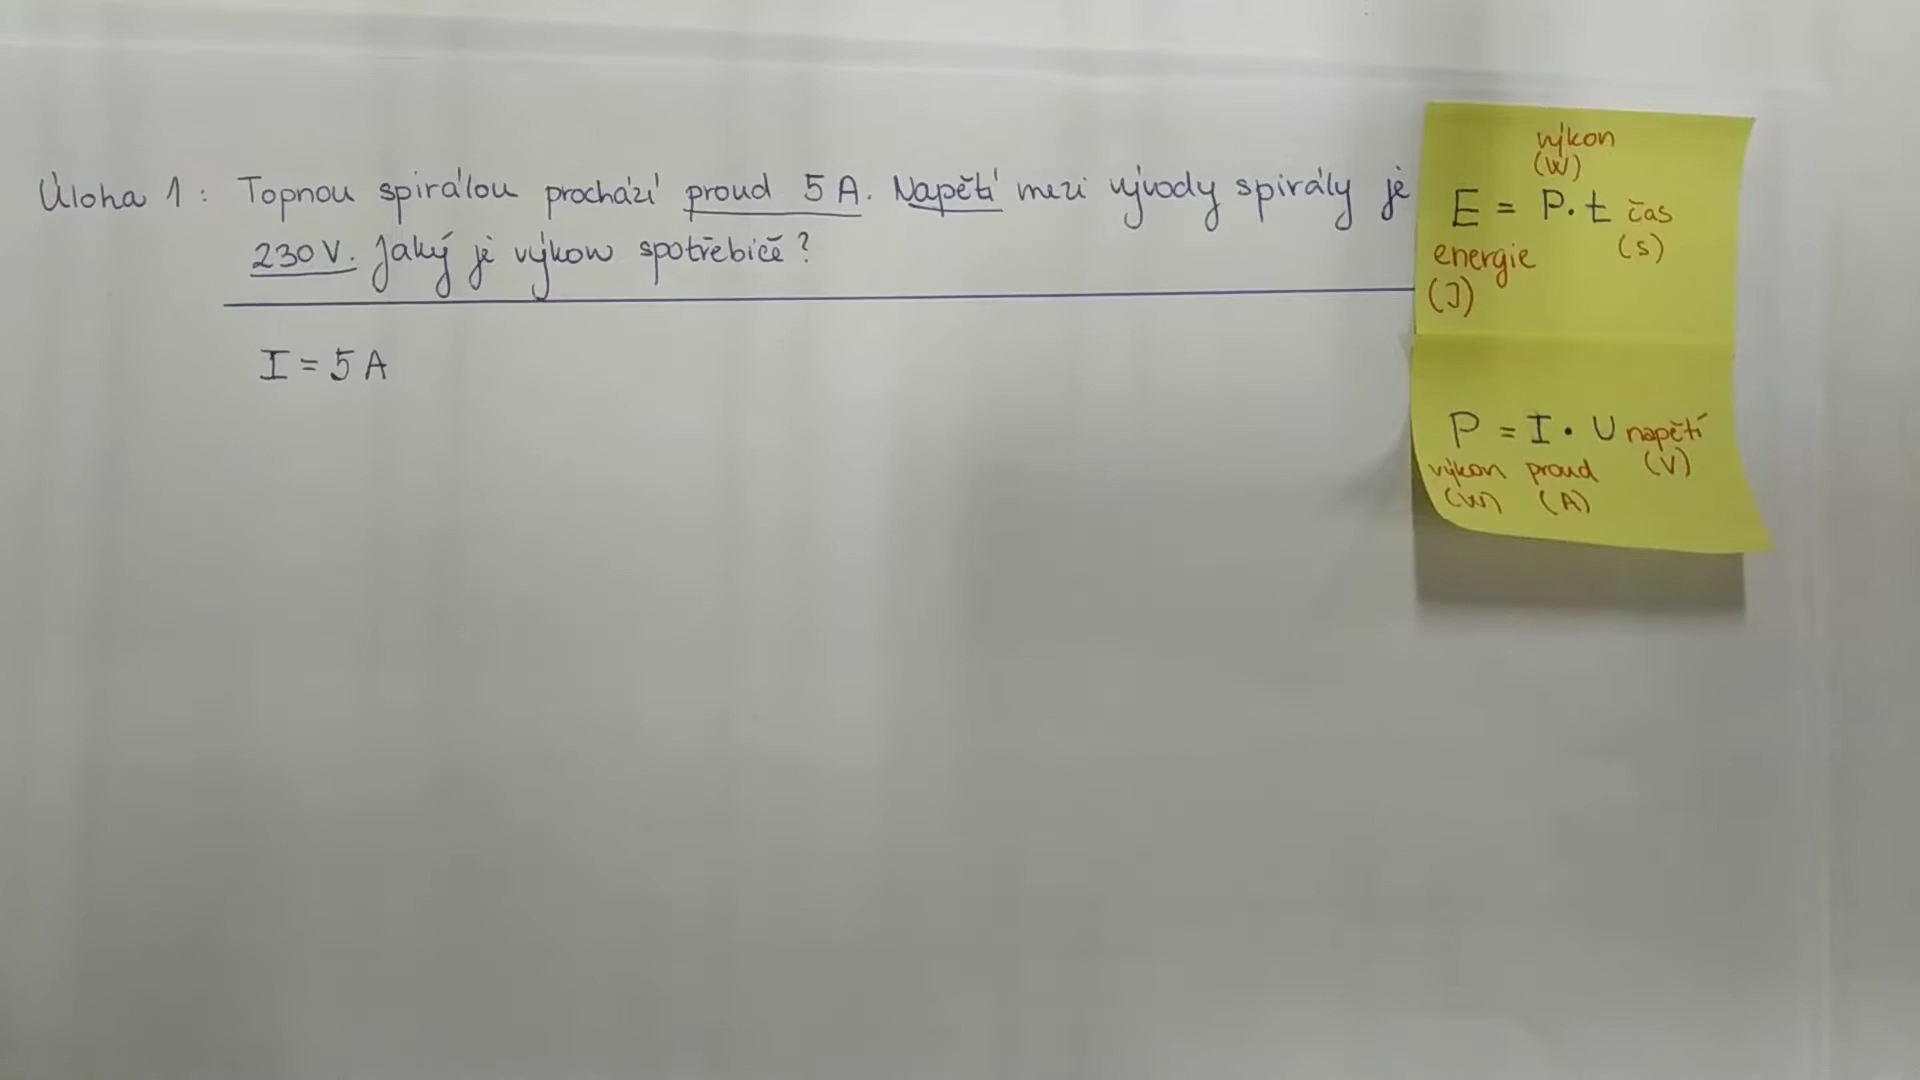 Úloha 1: Topnou spirálou prochází proud 5 A. Napětí mezi vývody spirály je
230 V. Jaký je výkon spotřebiče?
I = 5 A
výkon
(W)
E = P. t čas
energie (s)
(J)
P = I · U napětí
výkon proud (V)
(W) (A)